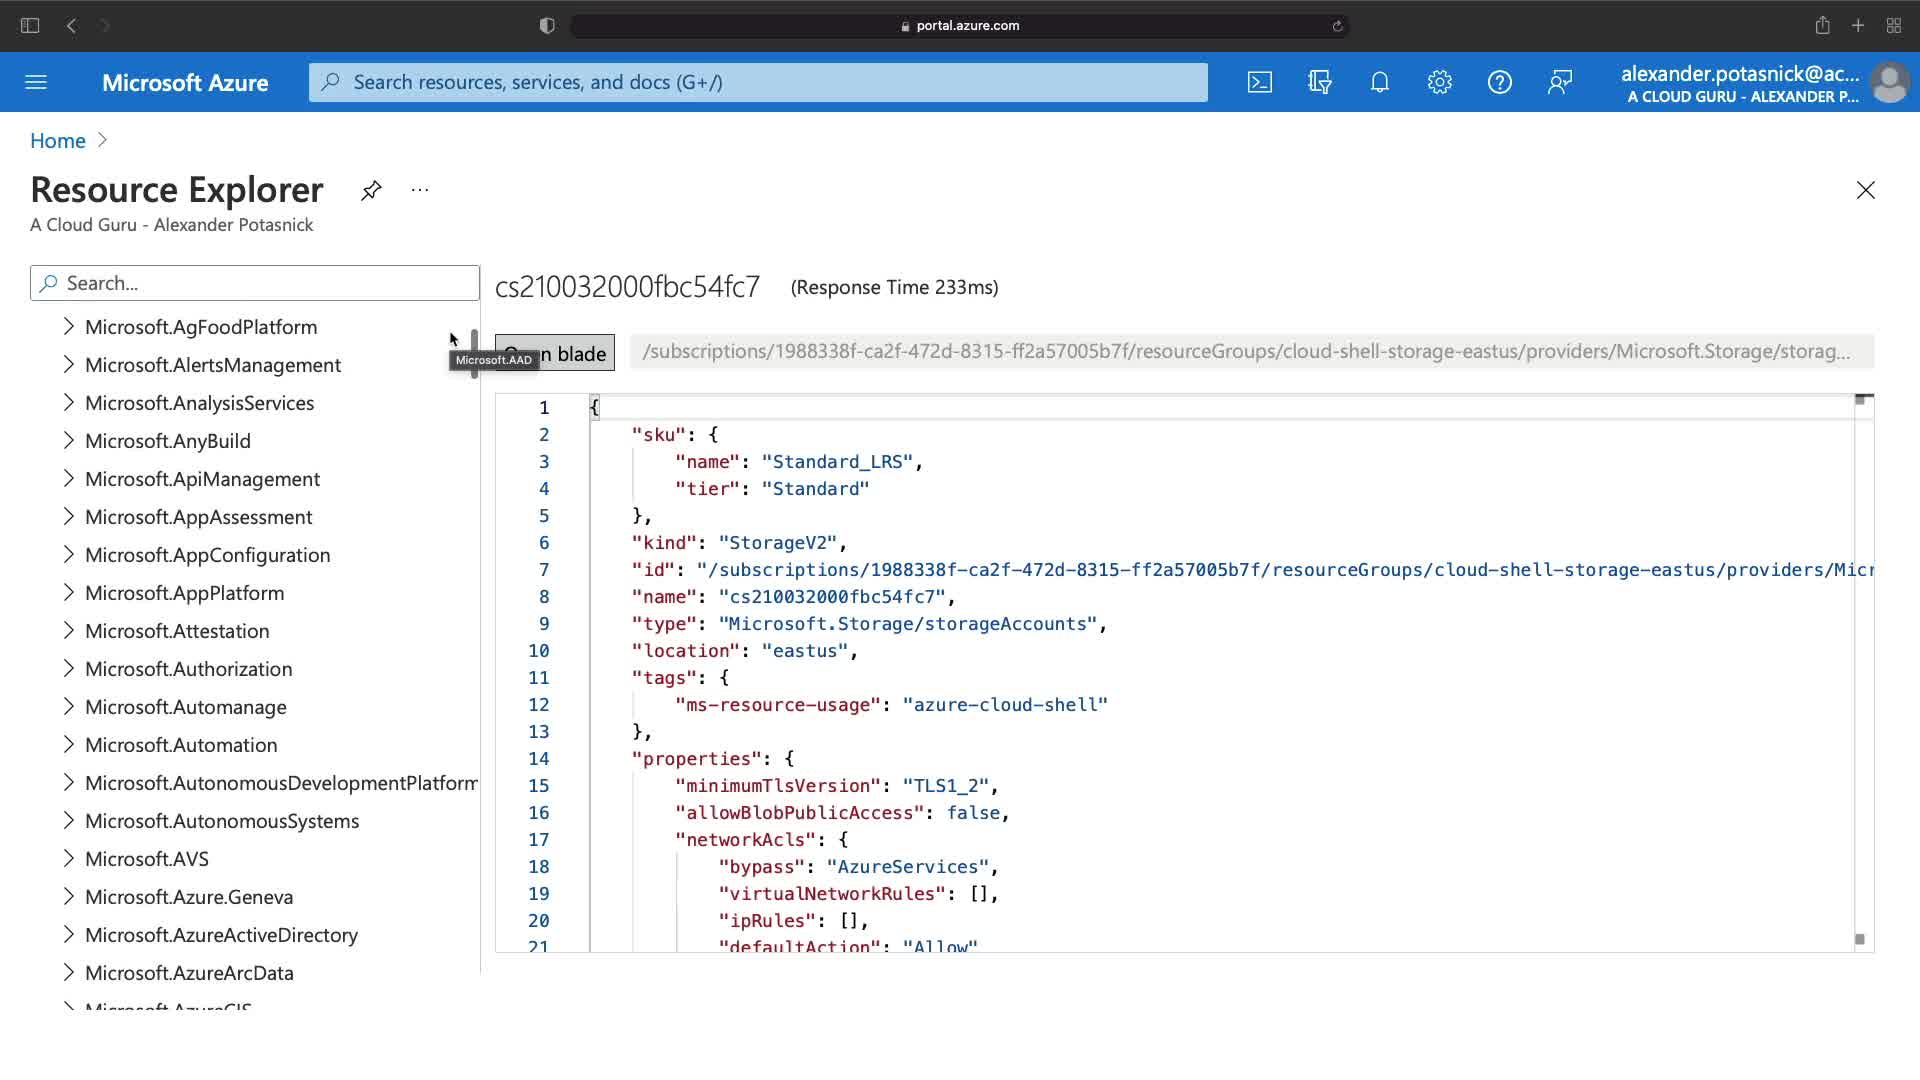 portal.azure.com
Microsoft Azure
Search resources, services, and docs (G+/)
alexander.potasnick@ac...
A CLOUD GURU - ALEXANDER P...
Home
Resource Explorer
...
A Cloud Guru - Alexander Potasnick
Search...
Microsoft.AgFoodPlatform
Microsoft.AlertsManagement
Microsoft.AnalysisServices
Microsoft.AnyBuild
Microsoft.ApiManagement
Microsoft.AppAssessment
Microsoft.AppConfiguration
Microsoft.AppPlatform
Microsoft.Attestation
Microsoft.Authorization
Microsoft.Automanage
Microsoft.Automation
Microsoft.AutonomousDevelopmentPlatform
Microsoft.AutonomousSystems
Microsoft.AVS
Microsoft.Azure.Geneva
Microsoft.AzureActiveDirectory
Microsoft.AzureArcData
Microsoft.AAD
cs210032000fbc54fc7 (Response Time 233ms)
blade
/subscriptions/1988338f-ca2f-472d-8315-ff2a57005b7f/resourceGroups/cloud-shell-storage-eastus/providers/Microsoft.Storage/storag...
1 {
2 "sku": {
3 "name": "Standard_LRS",
4 "tier": "Standard"
5 },
6 "kind": "StorageV2",
7 "id": "/subscriptions/1988338f-ca2f-472d-8315-ff2a57005b7f/resourceGroups/cloud-shell-storage-eastus/providers/Micr
8 "name": "cs210032000fbc54fc7",
9 "type": "Microsoft.Storage/storageAccounts",
10 "location": "eastus",
11 "tags": {
12 "ms-resource-usage": "azure-cloud-shell"
13 },
14 "properties": {
15 "minimumTlsVersion": "TLS1_2",
16 "allowBlobPublicAccess": false,
17 "networkAcls": {
18 "bypass": "AzureServices",
19 "virtualNetworkRules": [],
20 "ipRules": [],
21 "defaultAction": "Allow"